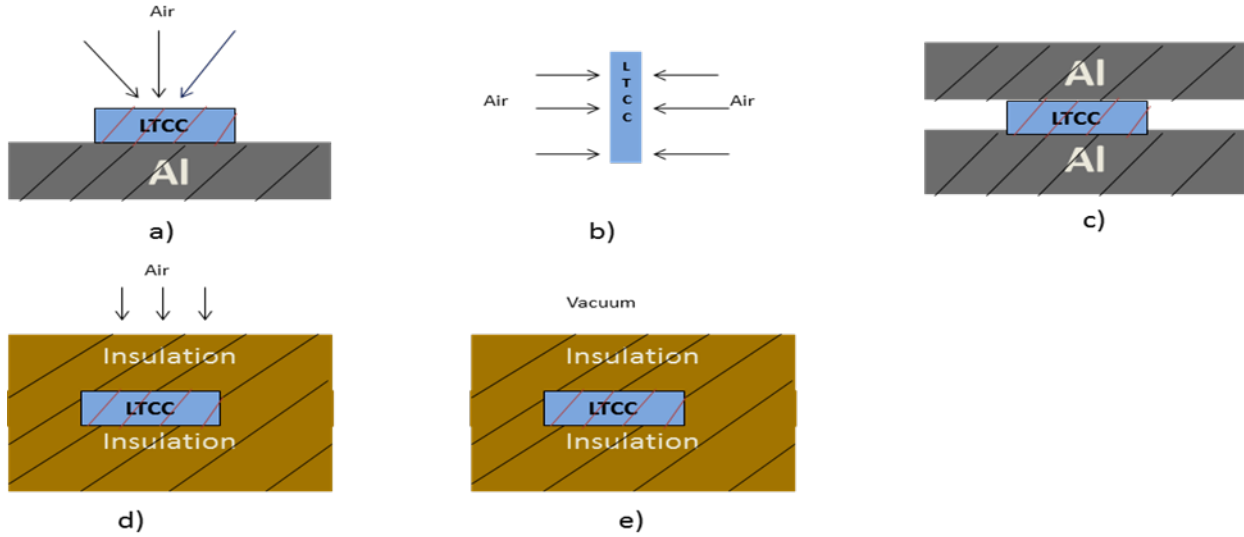 Air
LTCC
Al
a)
Air
L
T
C
C
Air
b)
Al
LTCC
Al
c)
Air
Insulation
LTCC
Insulation
d)
Vacuum
Insulation
LTCC
Insulation
e)